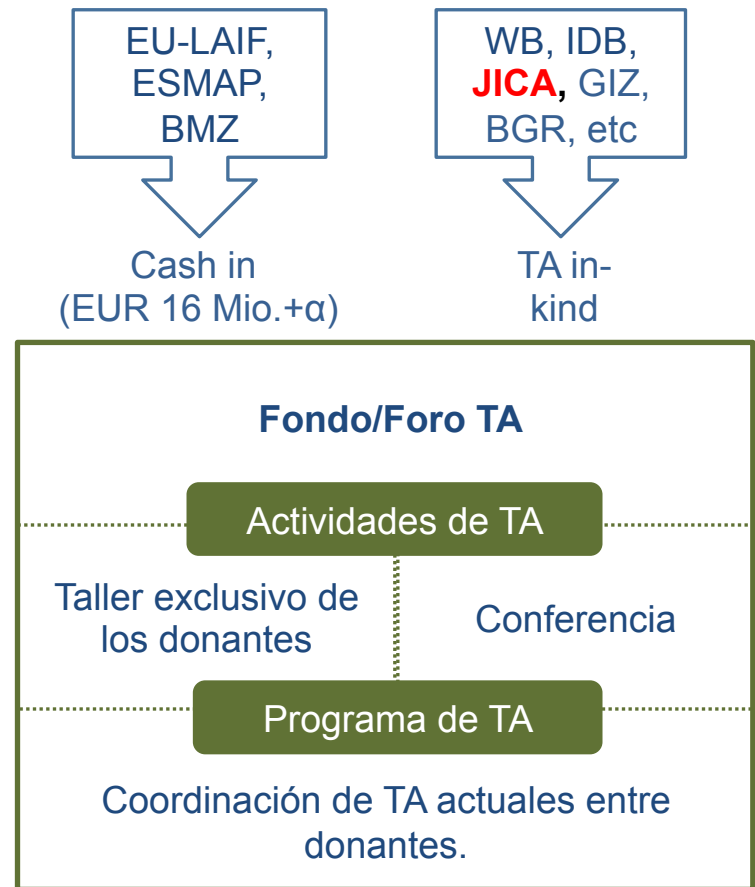 EU-LAIF,
ESMAP,
BMZ
WB, IDB,
JICA, GIZ,
BGR, etc
Cash in
(EUR 16 Mio.+α)
TA in-
kind
Fondo/Foro TA
Actividades de TA
Taller exclusivo de
los donantes
Conferencia
Programa de TA
Coordinación de TA actuales entre
donantes.